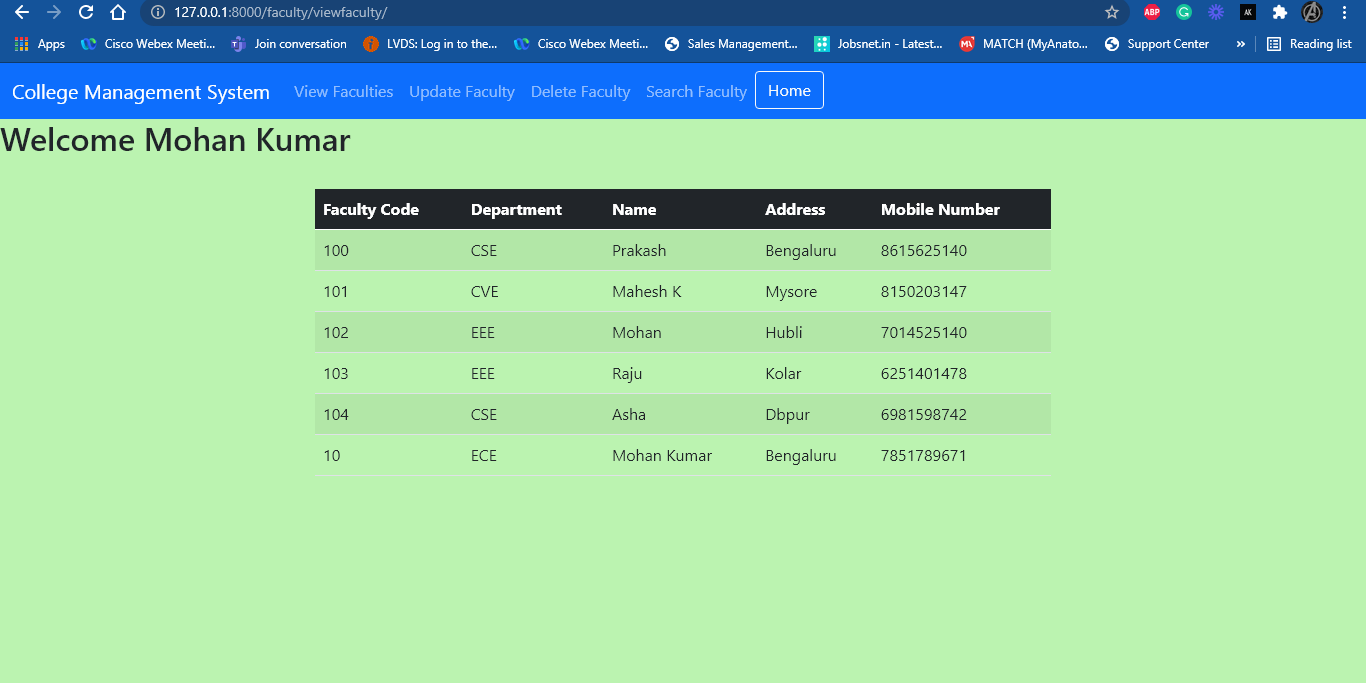 127.0.0.1:8000/faculty/viewfaculty/
ABP
AK
Apps Cisco Webex Meeti... Join conversation LVDS: Log in to the... Cisco Webex Meeti... Sales Management... Jobsnet.in - Latest... MATCH (MyAnato... Support Center » Reading list
College Management System View Faculties Update Faculty Delete Faculty Search Faculty Home
Welcome Mohan Kumar
Faculty Code Department Name Address Mobile Number
100 CSE Prakash Bengaluru 8615625140
101 CVE Mahesh K Mysore 8150203147
102 EEE Mohan Hubli 7014525140
103 EEE Raju Kolar 6251401478
104 CSE Asha Dbpur 6981598742
10 ECE Mohan Kumar Bengaluru 7851789671